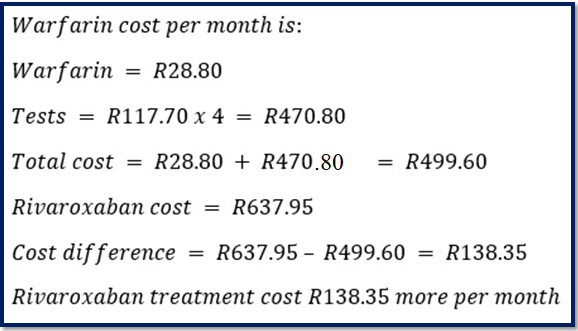 Warfarin cost per month is:
Warfarin = R28.80
Tests = R117.70 x 4 = R470.80
Total cost = R28.80 + R470.80 = R499.60
Rivaroxaban cost = R637.95
Cost difference = R637.95 – R499.60 = R138.35
Rivaroxaban treatment cost R138.35 more per month